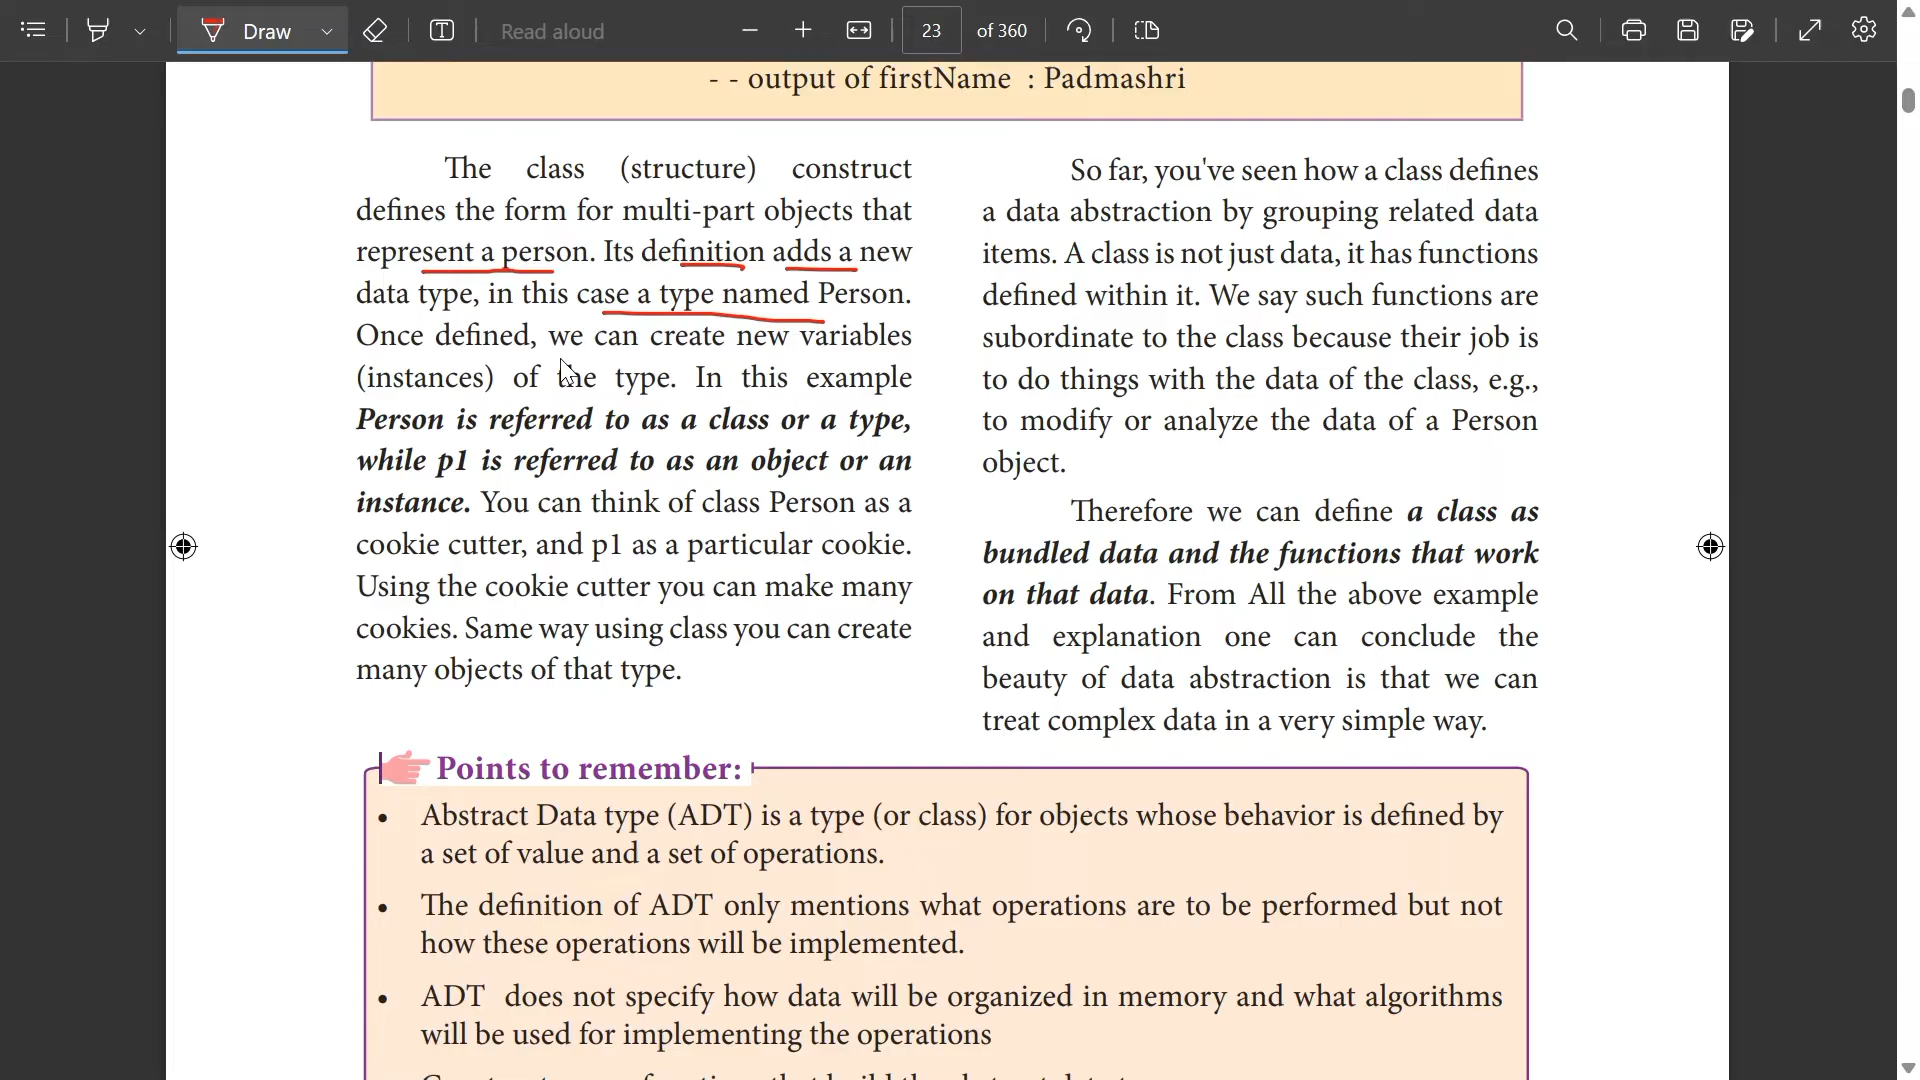 Draw
Read aloud
23
of 360
- - output of firstName : Padmashri
The class (structure) construct
defines the form for multi-part objects that
represent a person. Its definition adds a new
data type, in this case a type named Person.
Once defined, we can create new variables
(instances) of the type. In this example
Person is referred to as a class or a type,
while p1 is referred to as an object or an
instance. You can think of class Person as a
cookie cutter, and p1 as a particular cookie.
Using the cookie cutter you can make many
cookies. Same way using class you can create
many objects of that type.
So far, you've seen how a class defines
a data abstraction by grouping related data
items. A class is not just data, it has functions
defined within it. We say such functions are
subordinate to the class because their job is
to do things with the data of the class, e.g.,
to modify or analyze the data of a Person
object.
Therefore we can define a class as
bundled data and the functions that work
on that data. From All the above example
and explanation one can conclude the
beauty of data abstraction is that we can
treat complex data in a very simple way.
Points to remember:
• Abstract Data type (ADT) is a type (or class) for objects whose behavior is defined by
a set of value and a set of operations.
• The definition of ADT only mentions what operations are to be performed but not
how these operations will be implemented.
• ADT does not specify how data will be organized in memory and what algorithms
will be used for implementing the operations